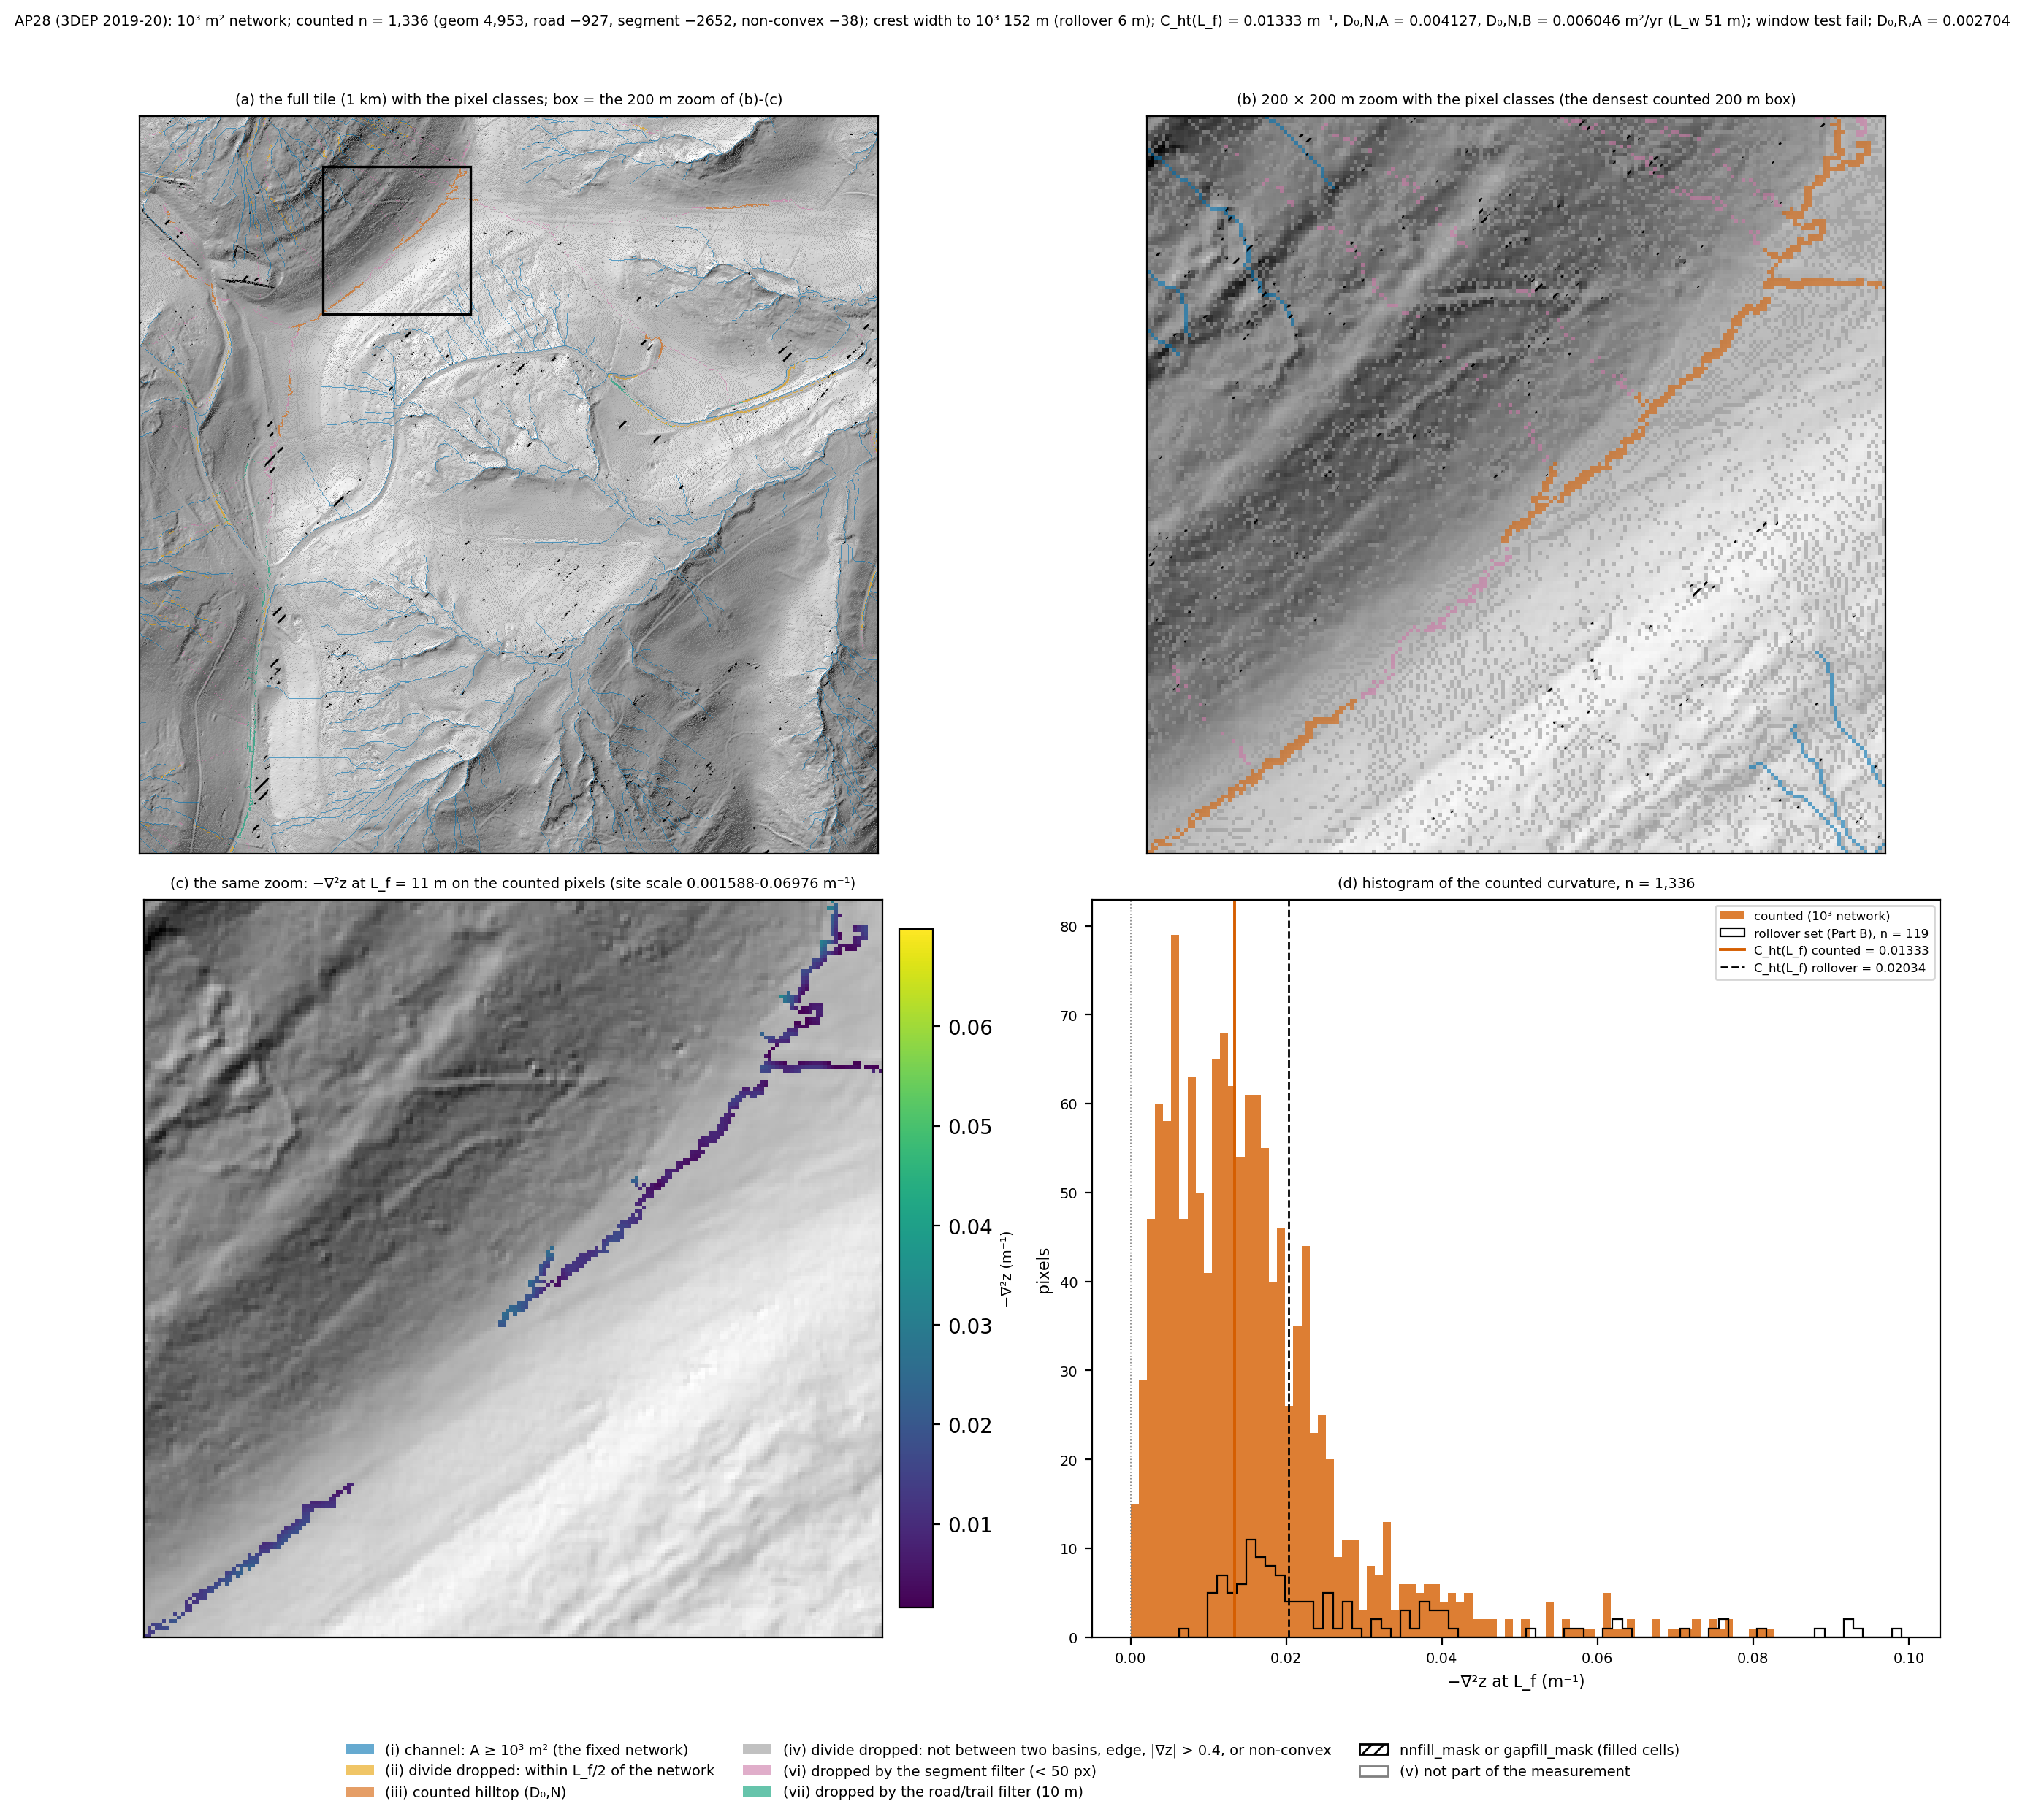 AP28 (3DEP 2019-20): 10³ m² network; counted n = 1,336 (geom 4,953, road −927, segment −2652, non-convex −38); crest width to 10³ 152 m (rollover 6 m); C_ht(L_f) = 0.01333 m⁻¹, D₀,N,A = 0.004127, D₀,N,B = 0.006046 m²/yr (L_w 51 m); window test fail; D₀,R,A = 0.002704
(a) the full tile (1 km) with the pixel classes; box = the 200 m zoom of (b)-(c)
(b) 200 × 200 m zoom with the pixel classes (the densest counted 200 m box)
(c) the same zoom: −∇²z at L_f = 11 m on the counted pixels (site scale 0.001588-0.06976 m⁻¹)
0.06
0.05
0.04
0.03
0.02
0.01
−∇²z (m⁻¹)
(d) histogram of the counted curvature, n = 1,336
counted (10³ network)
rollover set (Part B), n = 119
C_ht(L_f) counted = 0.01333
C_ht(L_f) rollover = 0.02034
80
70
60
50
40
30
20
10
0
pixels
0.00 0.02 0.04 0.06 0.08 0.10
−∇²z at L_f (m⁻¹)
(i) channel: A ≥ 10³ m² (the fixed network)
(ii) divide dropped: within L_f/2 of the network
(iii) counted hilltop (D₀,N)
(iv) divide dropped: not between two basins, edge, |∇z| > 0.4, or non-convex
(vi) dropped by the segment filter (< 50 px)
(vii) dropped by the road/trail filter (10 m)
nnfill_mask or gapfill_mask (filled cells)
(v) not part of the measurement